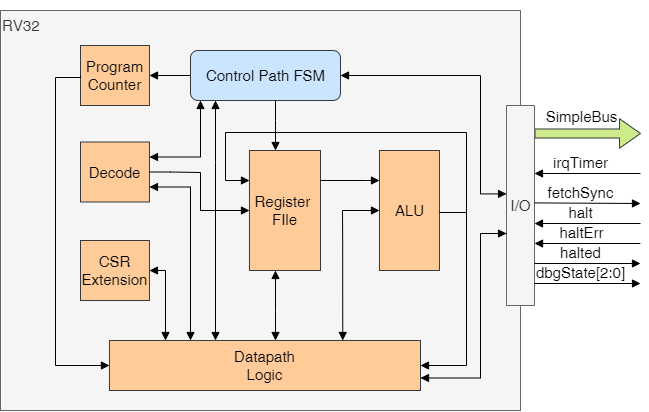 RV32
Program
Counter
Control Path FSM
Decode
Register
FIle
ALU
CSR
Extension
Datapath
Logic
I/O
SimpleBus
irqTimer
fetchSync
halt
haltErr
halted
dbgState[2:0]